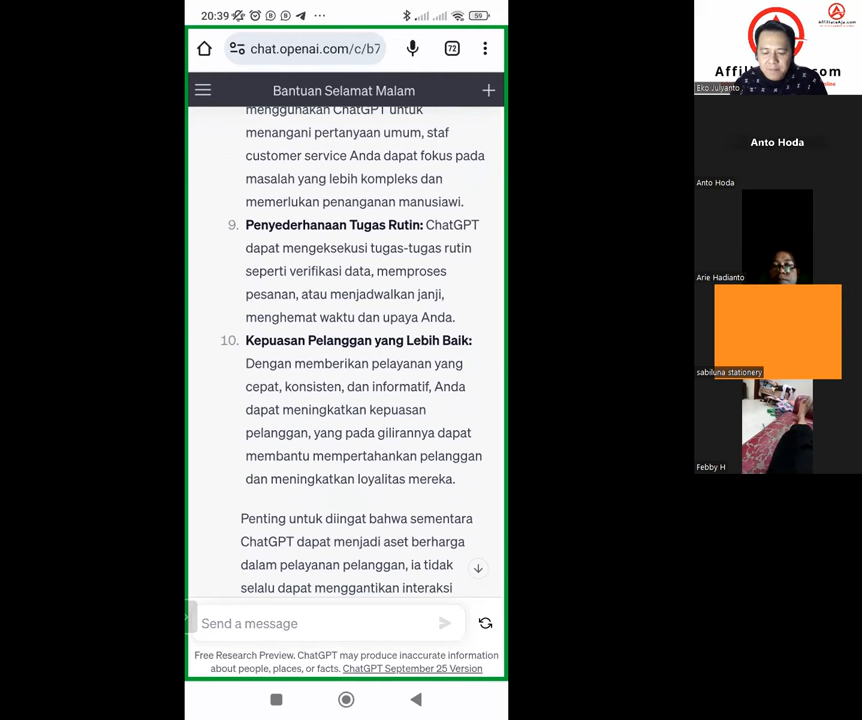 20:39
59
chat.openai.com/c/b7
72
Bantuan Selamat Malam
menggunakan ChatGPT untuk
menangani pertanyaan umum, staf
customer service Anda dapat fokus pada
masalah yang lebih kompleks dan
memerlukan penanganan manusiawi.
9. Penyederhanaan Tugas Rutin: ChatGPT
dapat mengeksekusi tugas-tugas rutin
seperti verifikasi data, memproses
pesanan, atau menjadwalkan janji,
menghemat waktu dan upaya Anda.
10. Kepuasan Pelanggan yang Lebih Baik:
Dengan memberikan pelayanan yang
cepat, konsisten, dan informatif, Anda
dapat meningkatkan kepuasan
pelanggan, yang pada gilirannya dapat
membantu mempertahankan pelanggan
dan meningkatkan loyalitas mereka.
Penting untuk diingat bahwa sementara
ChatGPT dapat menjadi aset berharga
dalam pelayanan pelanggan, ia tidak
selalu dapat menggantikan interaksi
Send a message
Free Research Preview. ChatGPT may produce inaccurate information
about people, places, or facts. ChatGPT September 25 Version
Eko Julyanto
Anto Hoda
Anto Hoda
Arie Hadianto
sabiluna stationery
Febby H